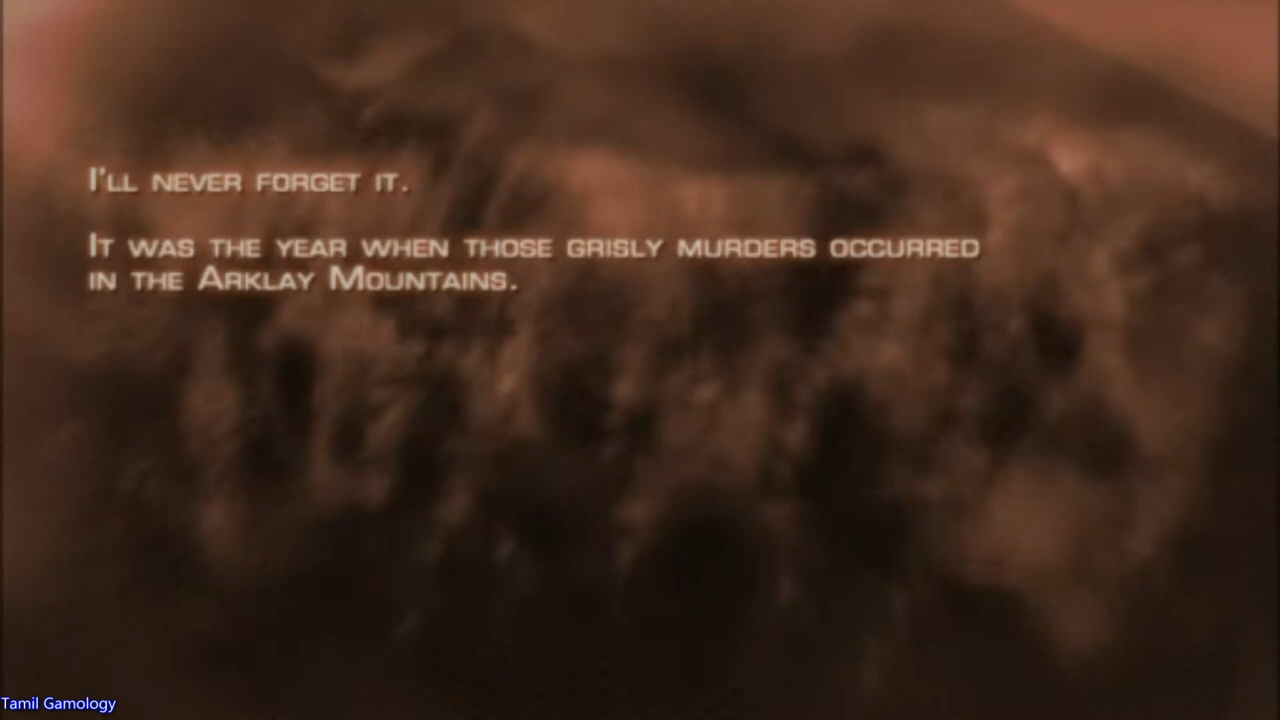 I'LL NEVER FORGET IT.
IT WAS THE YEAR WHEN THOSE GRISLY MURDERS OCCURRED
IN THE ARKLAY MOUNTAINS.
Tamil Gamology